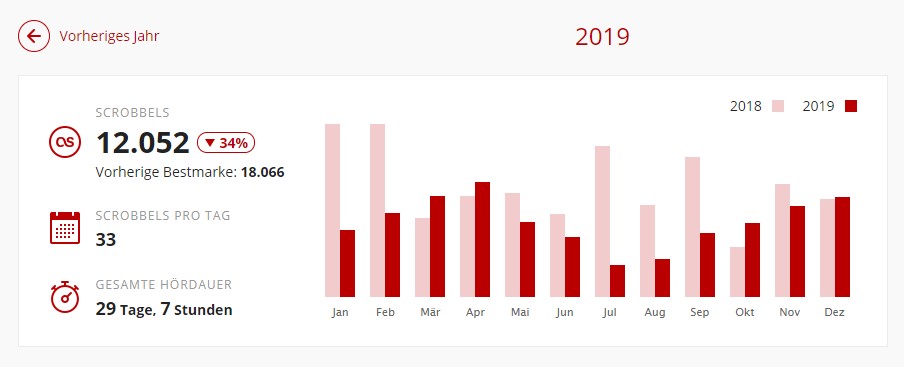 Vorheriges Jahr
2019
2018 2019
SCROBBELS
12.052 ▼ 34%
Vorherige Bestmarke: 18.066
SCROBBELS PRO TAG
33
GESAMTE HÖRDAUER
29 Tage, 7 Stunden
Jan Feb Mär Apr Mai Jun Jul Aug Sep Okt Nov Dez